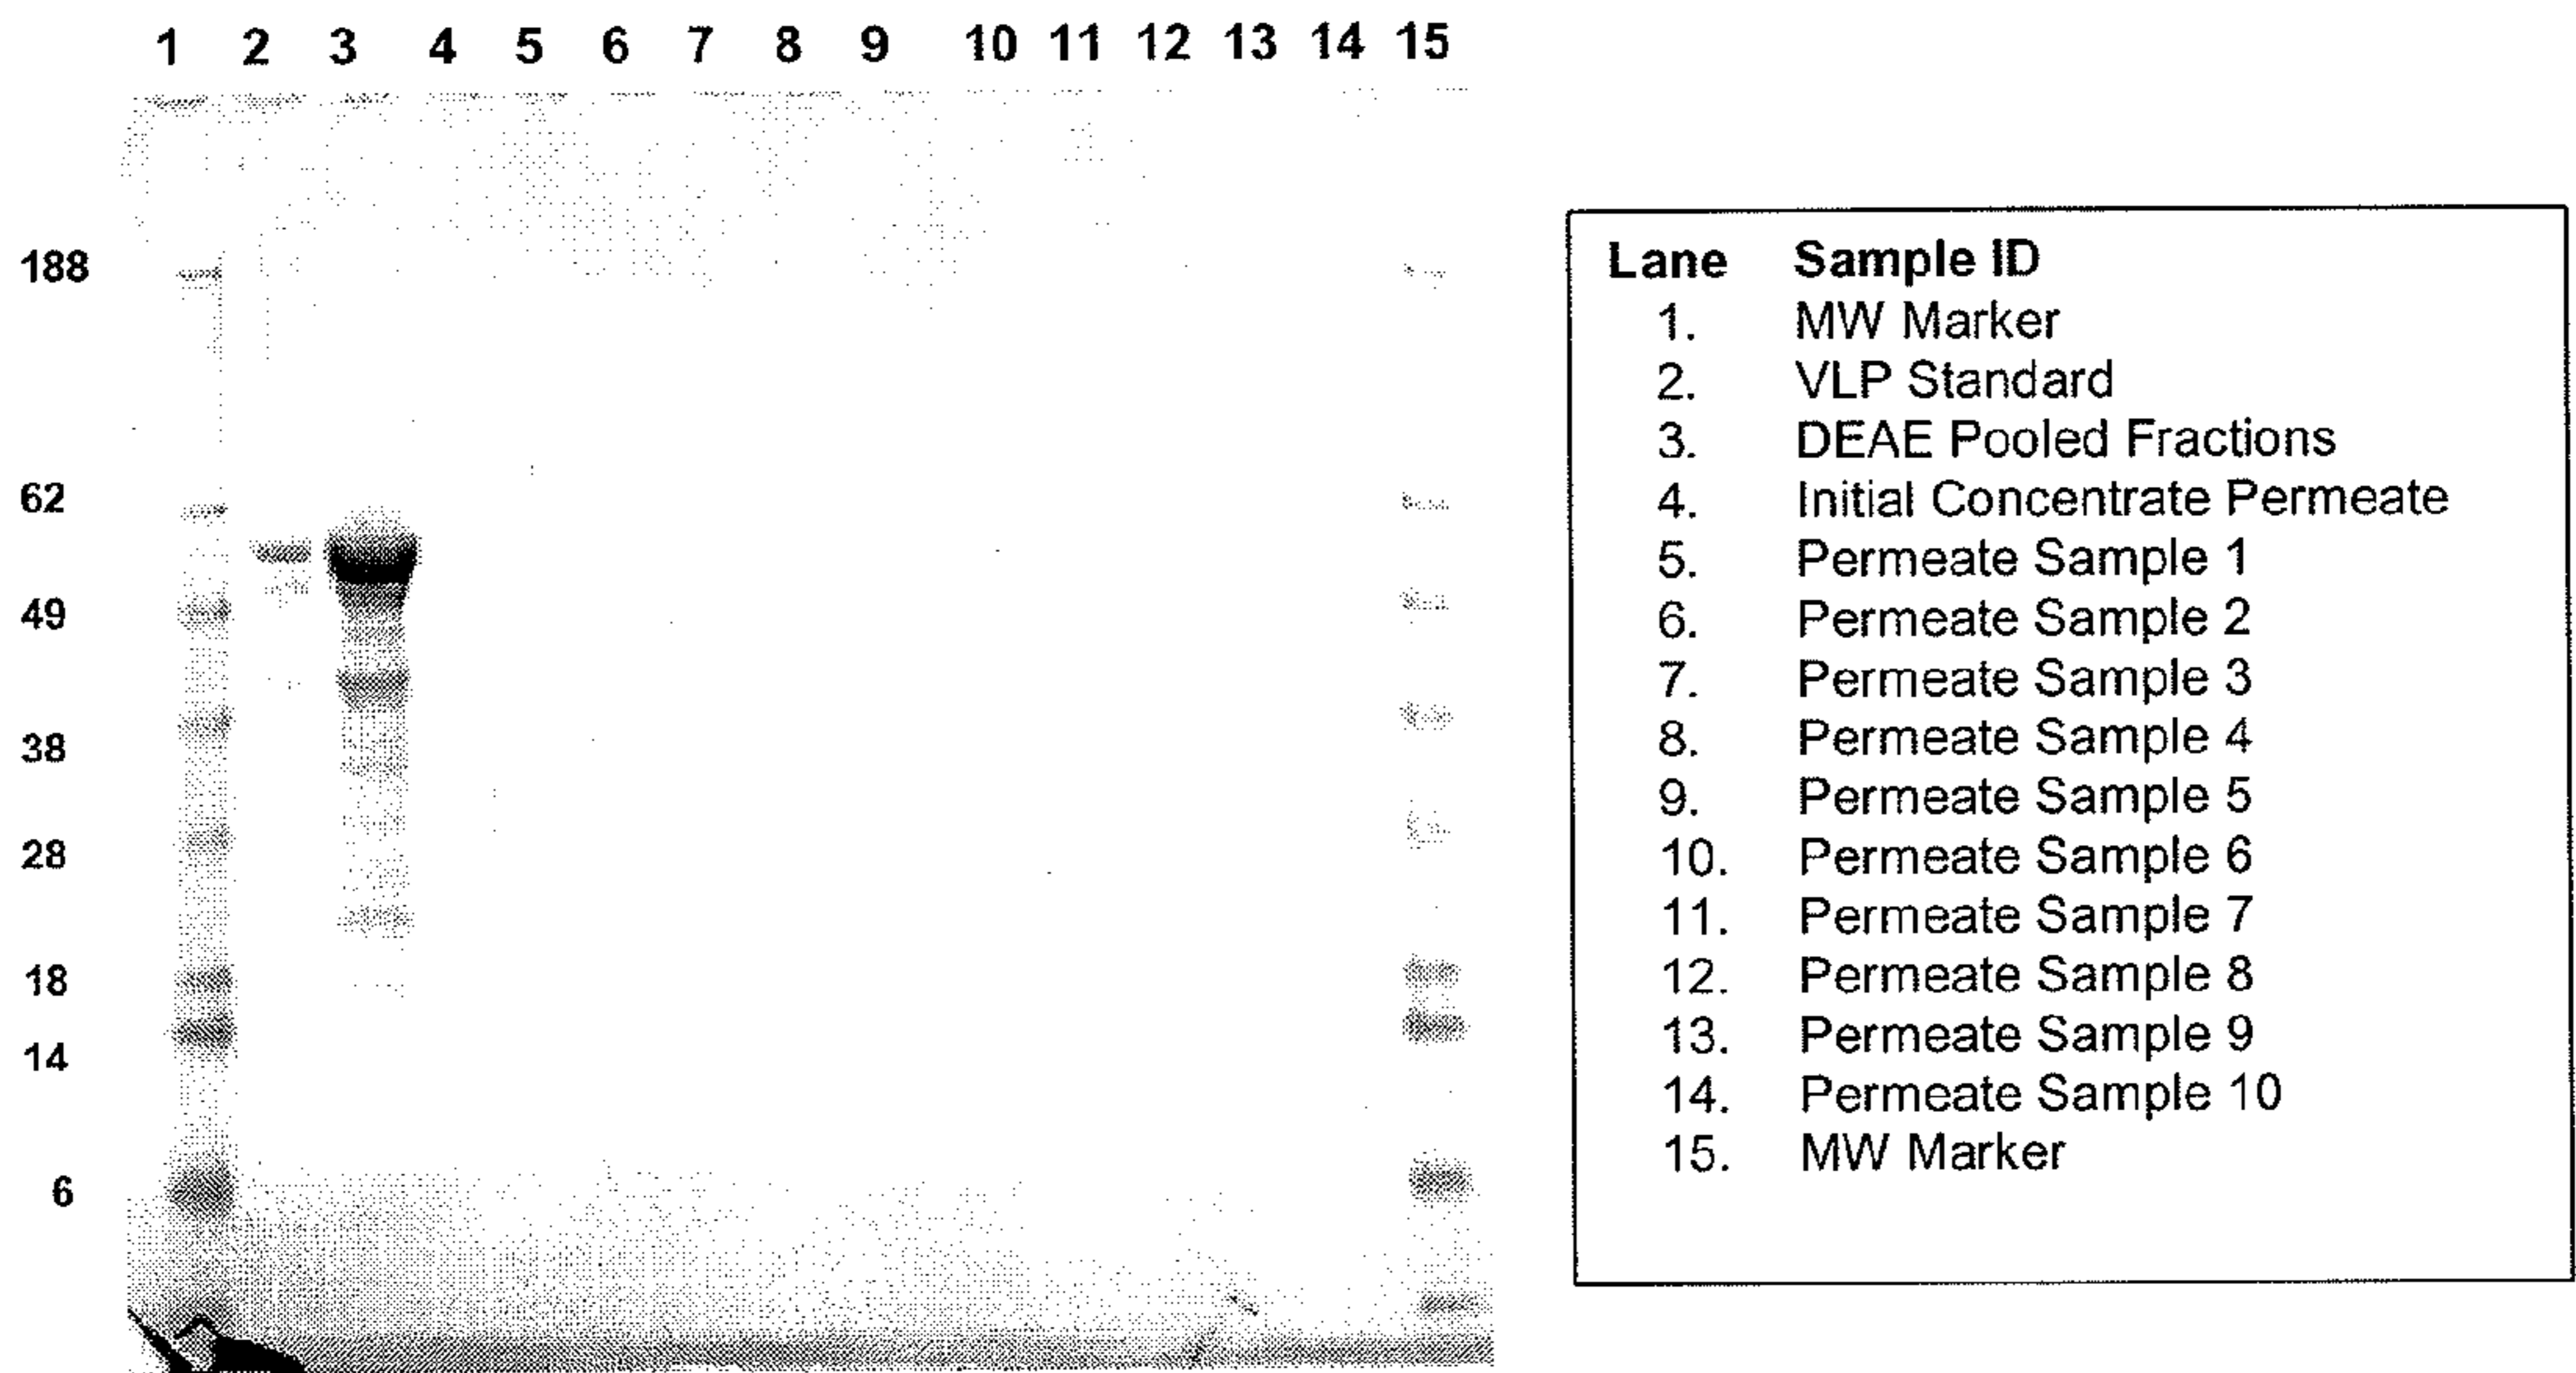 1 2 3 4 5 6 7 8 9 10 11 12 13 14 15
188
62
49
38
28
18
14
6
Lane Sample ID
1. MW Marker
2. VLP Standard
3. DEAE Pooled Fractions
4. Initial Concentrate Permeate
5. Permeate Sample 1
6. Permeate Sample 2
7. Permeate Sample 3
8. Permeate Sample 4
9. Permeate Sample 5
10. Permeate Sample 6
11. Permeate Sample 7
12. Permeate Sample 8
13. Permeate Sample 9
14. Permeate Sample 10
15. MW Marker